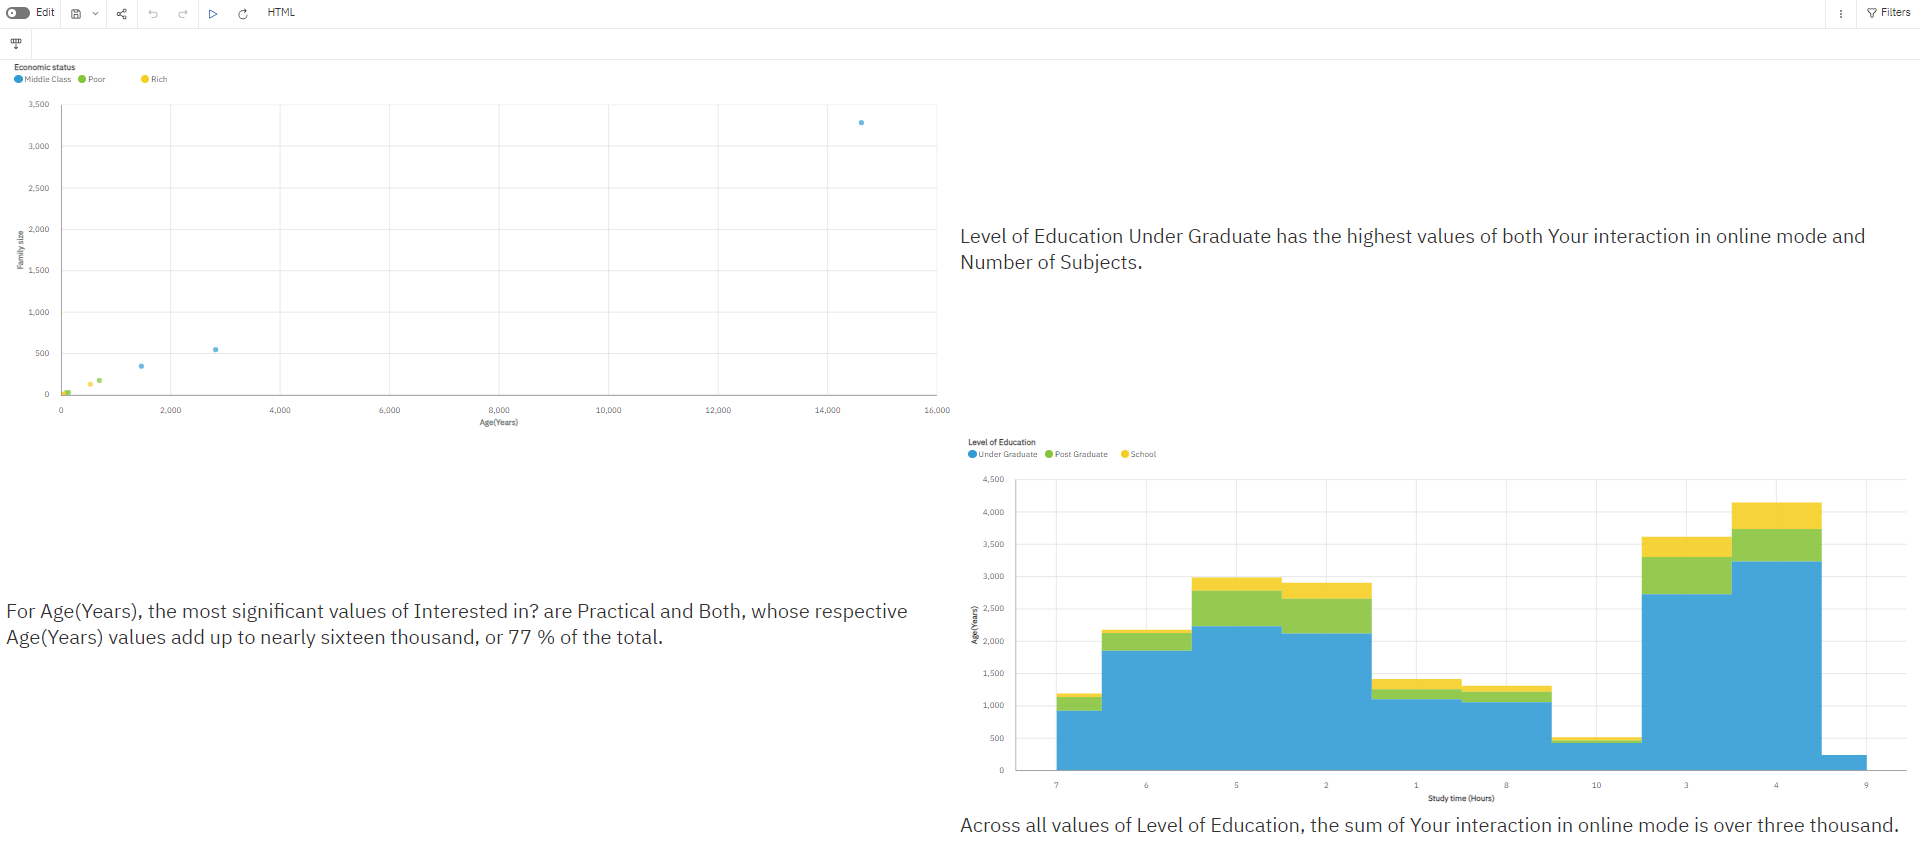 Edit
HTML
Filters
Economic status
Middle Class Poor Rich
3,500
3,000
2,500
2,000
1,500
1,000
500
0
Family size
0 2,000 4,000 6,000 8,000 10,000 12,000 14,000 16,000
Age(Years)
Level of Education Under Graduate has the highest values of both Your interaction in online mode and
Number of Subjects.
For Age(Years), the most significant values of Interested in? are Practical and Both, whose respective
Age(Years) values add up to nearly sixteen thousand, or 77 % of the total.
Level of Education
Under Graduate Post Graduate School
4,500
4,000
3,500
3,000
2,500
2,000
1,500
1,000
500
0
Age(Years)
7 6 5 2 1 8 10 3 4 9
Study time (Hours)
Across all values of Level of Education, the sum of Your interaction in online mode is over three thousand.